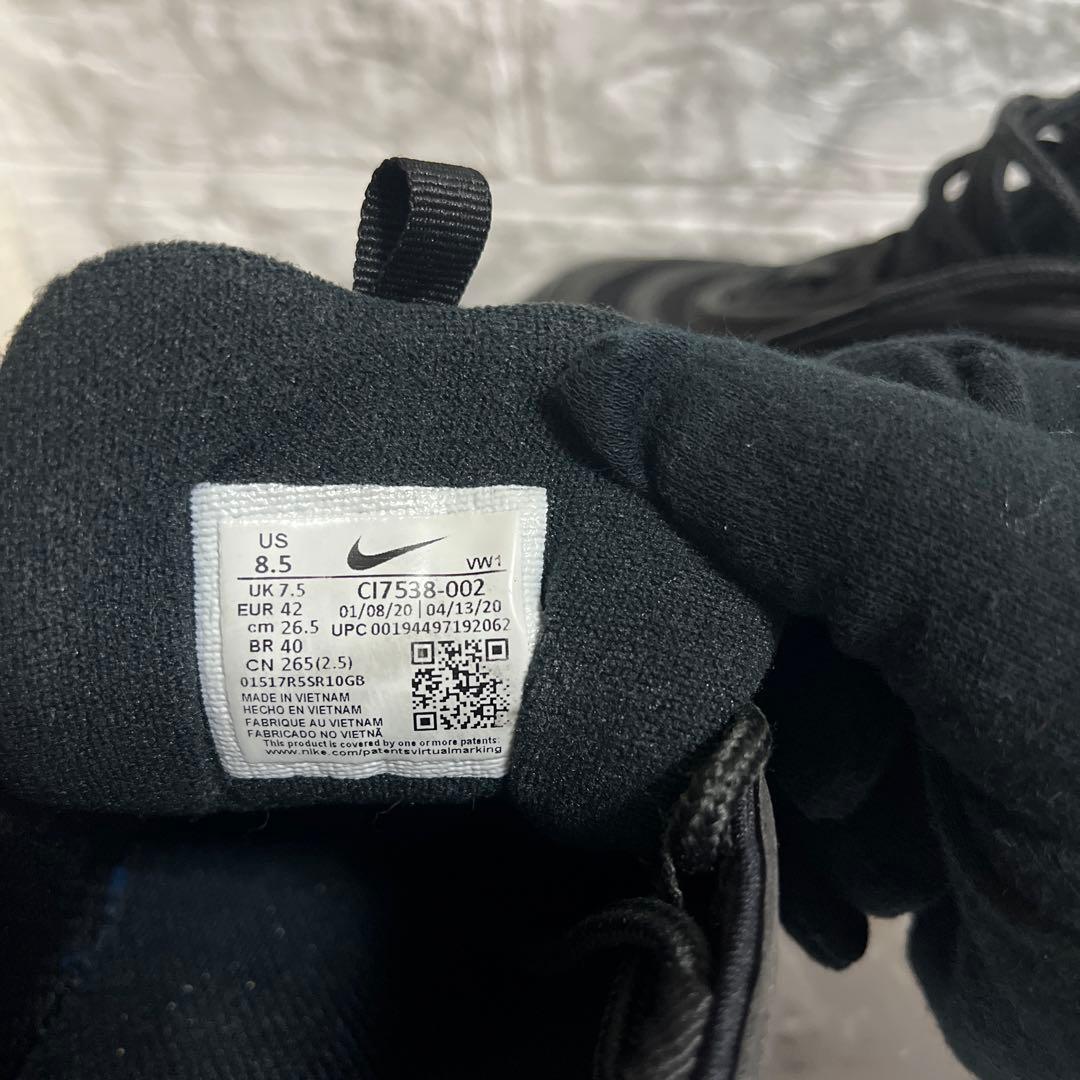 US
8.5
VW1
UK 7.5
CI7538-002
EUR 42
01/08/20 | 04/13/20
cm 26.5
UPC 00194497192062
BR 40
CN 265(2.5)
01517R5SR10GB
MADE IN VIETNAM
HECHO EN VIETNAM
FABRIQUE AU VIETNAM
FABRICADO NO VIETNÃ
This product is covered by one or more patents:
www.nike.com/patentsvirtualmarking